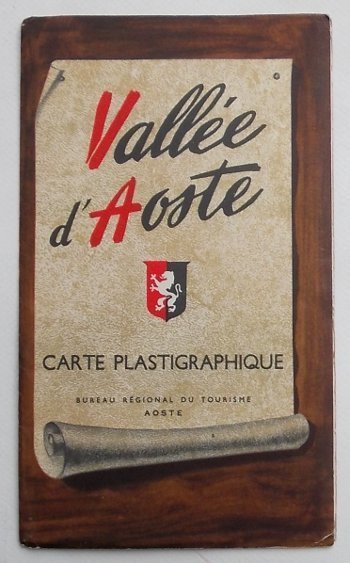 Vallée
d'Aoste
CARTE PLASTIGRAPHIQUE
BUREAU RÉGIONAL DU TOURISME
AOSTE